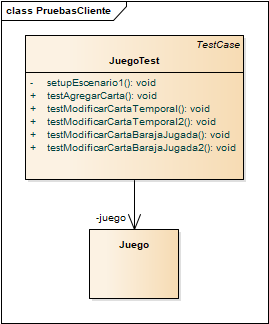 class PruebasCliente
TestCase
JuegoTest
- setupEscenario1(): void
+ testAgregarCarta(): void
+ testModificarCartaTemporal(): void
+ testModificarCartaTemporal2(): void
+ testModificarCartaBarajaJugada(): void
+ testModificarCartaBarajaJugada2(): void
-juego
Juego